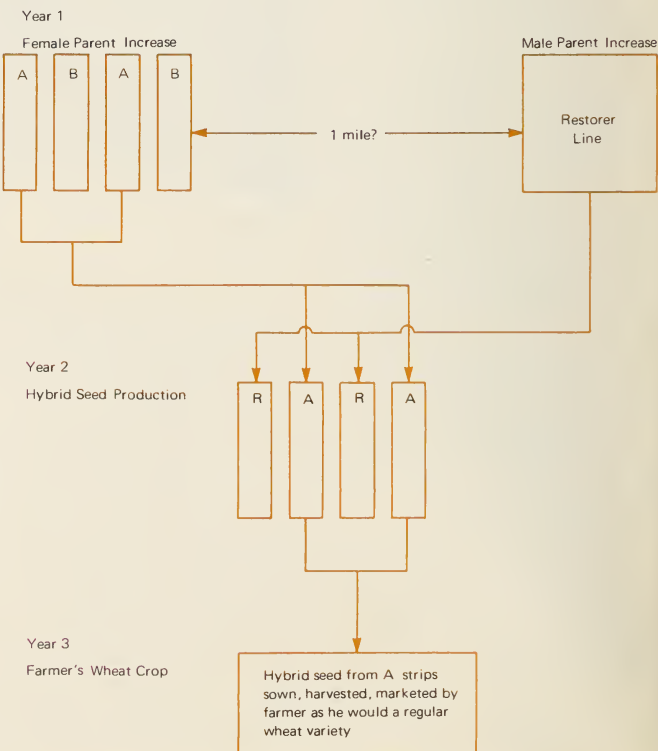 Year 1
Female Parent Increase
Male Parent Increase
A
B
A
B
1 mile?
Restorer
Line
Year 2
Hybrid Seed Production
R
A
R
A
Year 3
Farmer's Wheat Crop
Hybrid seed from A strips
sown, harvested, marketed by
farmer as he would a regular
wheat variety